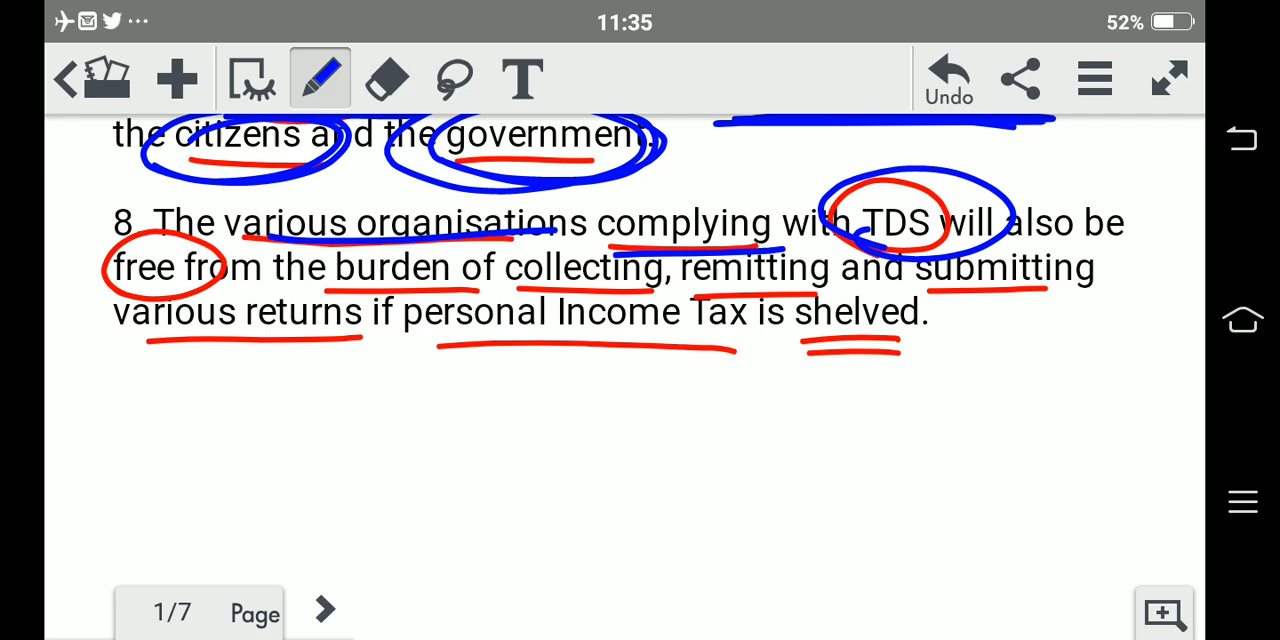 11:35
52%
Undo
the citizens and the government.
8. The various organisations complying with TDS will also be
free from the burden of collecting, remitting and submitting
various returns if personal Income Tax is shelved.
1/7 Page